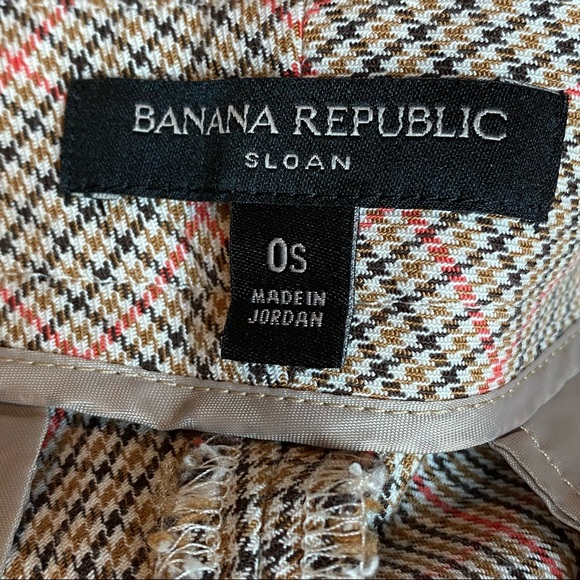 BANANA REPUBLIC
SLOAN
0S
MADE IN
JORDAN